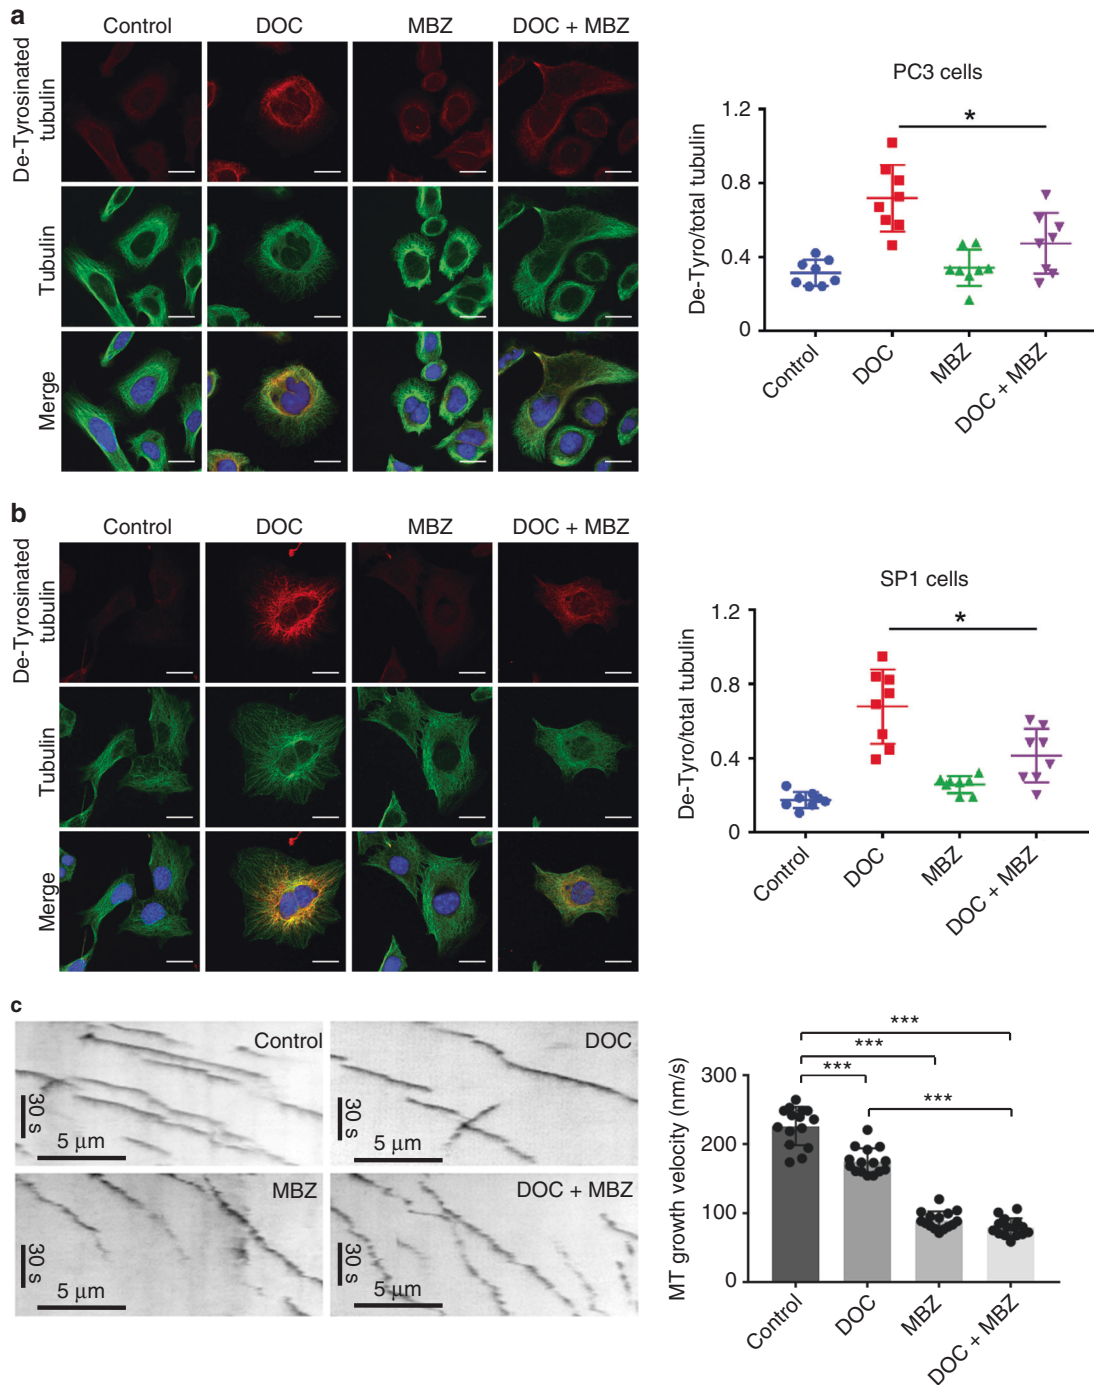 a
Control DOC MBZ DOC + MBZ
De-Tyrosinated
tubulin
Tubulin
Merge
PC3 cells
De-Tyro/total tubulin
1.2
0.8
0.4
0
*
Control
DOC
MBZ
DOC + MBZ
b
Control DOC MBZ DOC + MBZ
De-Tyrosinated
tubulin
Tubulin
Merge
SP1 cells
De-Tyro/total tubulin
1.2
0.8
0.4
0
*
Control
DOC
MBZ
DOC + MBZ
c
Control
30 s
5 μm
DOC
30 s
5 μm
MBZ
30 s
5 μm
DOC + MBZ
30 s
5 μm
MT growth velocity (nm/s)
300
200
100
0
***
***
***
***
Control
DOC
MBZ
DOC + MBZ